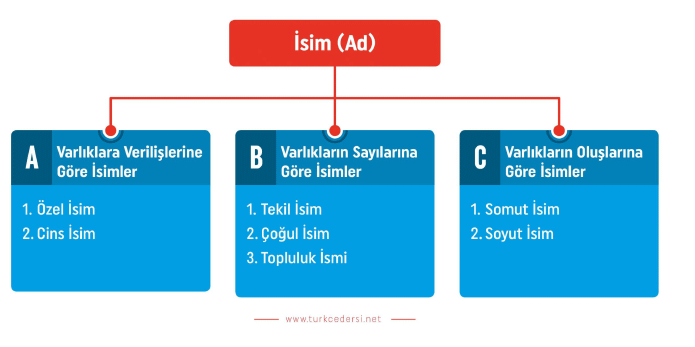 İsim (Ad)
A
Varlıklara Verilişlerine
Göre İsimler
1. Özel İsim
2. Cins İsim
B
Varlıkların Sayılarına
Göre İsimler
1. Tekil İsim
2. Çoğul İsim
3. Topluluk İsmi
C
Varlıkların Oluşlarına
Göre İsimler
1. Somut İsim
2. Soyut İsim
www.turkcedersi.net